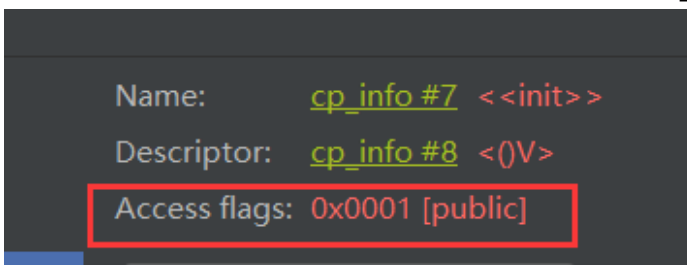 Name: cp_info #7 <<init>>
Descriptor: cp_info #8 <()V>
Access flags: 0x0001 [public]